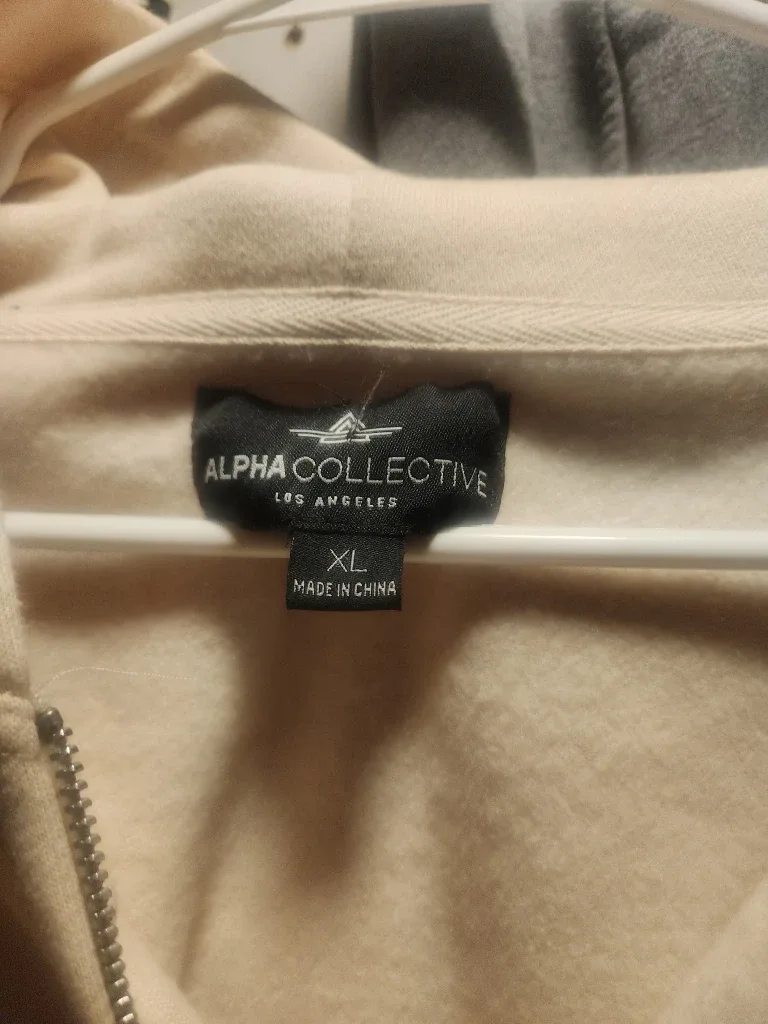 ALPHA COLLECTIVE
LOS ANGELES
XL
MADE IN CHINA